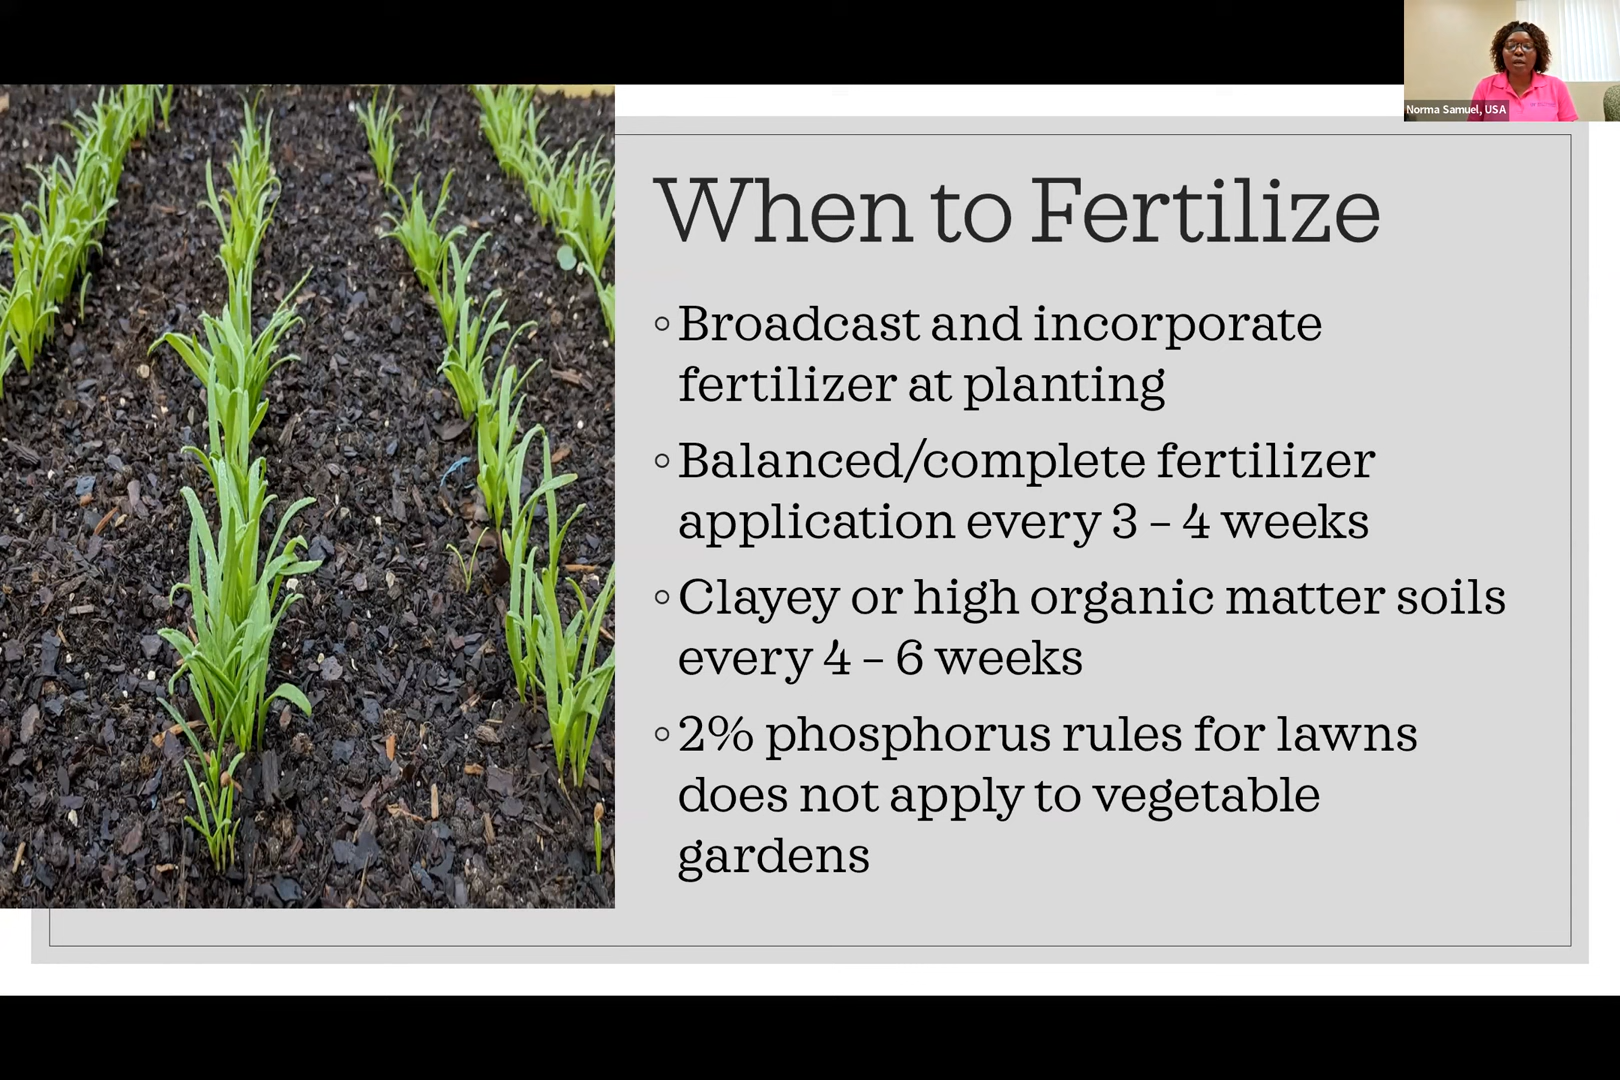 Norma Samuel, USA
When to Fertilize
◦Broadcast and incorporate
fertilizer at planting
◦Balanced/complete fertilizer
application every 3 – 4 weeks
◦Clayey or high organic matter soils
every 4 – 6 weeks
◦2% phosphorus rules for lawns
does not apply to vegetable
gardens